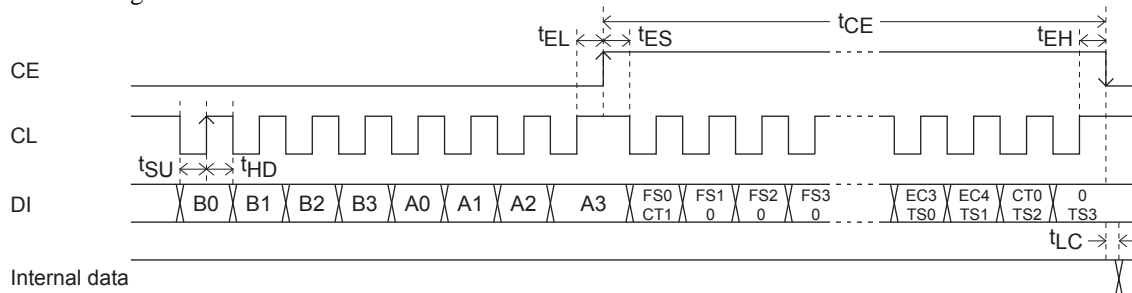 tCE
tEL tES tEH
CE
CL
tSU tHD
DI B0 B1 B2 B3 A0 A1 A2 A3 FS0 FS1 FS2 FS3 EC3 EC4 CT0 0
CT1 0 0 0 TS0 TS1 TS2 TS3
tLC
Internal data